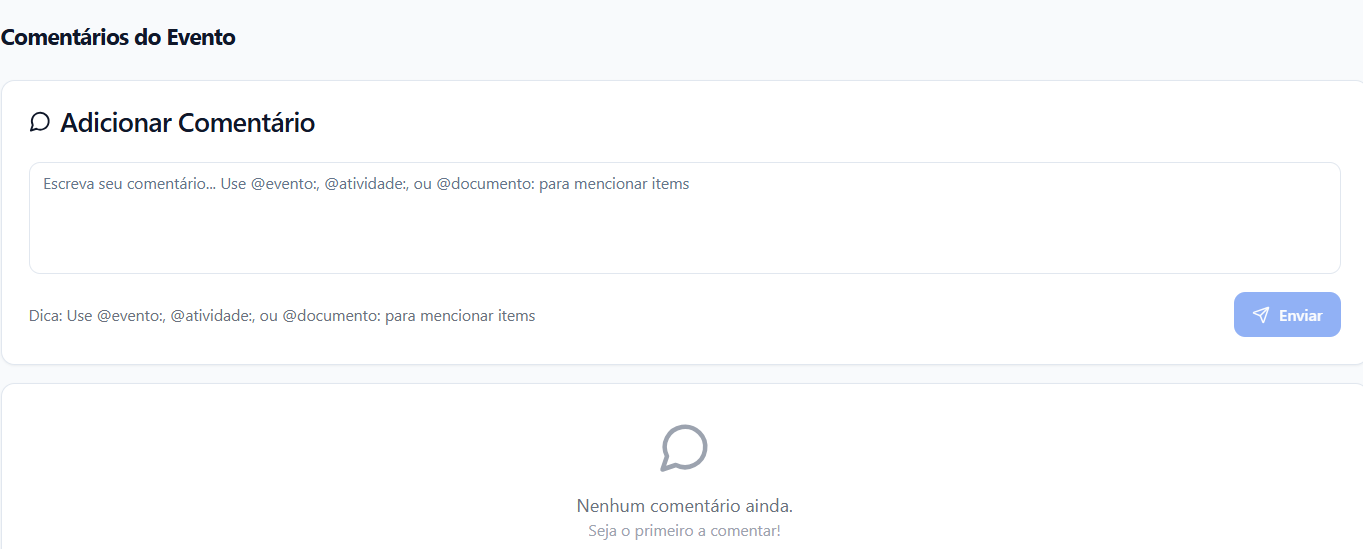 Comentários do Evento
Adicionar Comentário
Escreva seu comentário... Use @evento:, @atividade:, ou @documento: para mencionar items
Dica: Use @evento:, @atividade:, ou @documento: para mencionar items
Enviar
Nenhum comentário ainda.
Seja o primeiro a comentar!